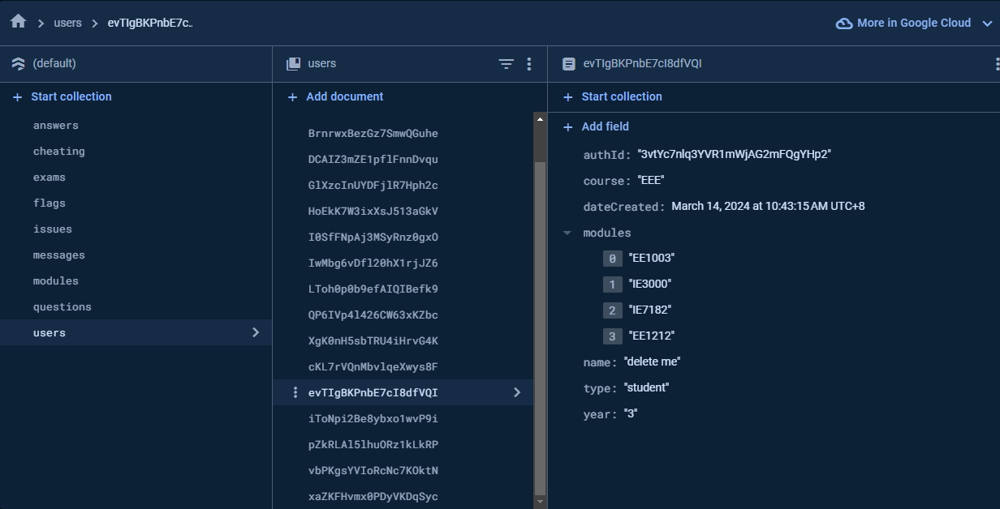 users
evTIgBKPnbE7c..
More in Google Cloud
(default)
users
evTIgBKPnbE7cI8dfVQI
Start collection
Add document
Start collection
answers
cheating
exams
flags
issues
messages
modules
questions
users
BrnrwxBezGz7SmwQGuhe
DCAIZ3mZE1pflFnnDvqu
GlXzcInUYDFjlR7Hph2c
HoEkK7W3ixXsJ513aGkV
I0SfFNpAj3MSyRnz0gxO
IwMbg6vDfl20hX1rjJZ6
LToh0p0b9efAIQIBefk9
QP6IVp4l426CW63xKZbc
XgK0nH5sbTRU4iHrvG4K
cKL7rVQnMbvlqeXwys8F
evTIgBKPnbE7cI8dfVQI
iToNpi2Be8ybxo1wvP9i
pZkRLAl5lhuORz1kLkRP
vbPKgsYVIoRcNc7KOktN
xaZKFHvmx0PDyVKDqSyc
Add field
authId: "3vtYc7nlq3YVR1mWjAG2mFQgYHp2"
course: "EEE"
dateCreated: March 14, 2024 at 10:43:15 AM UTC+8
modules
0 "EE1003"
1 "IE3000"
2 "IE7182"
3 "EE1212"
name: "delete me"
type: "student"
year: "3"